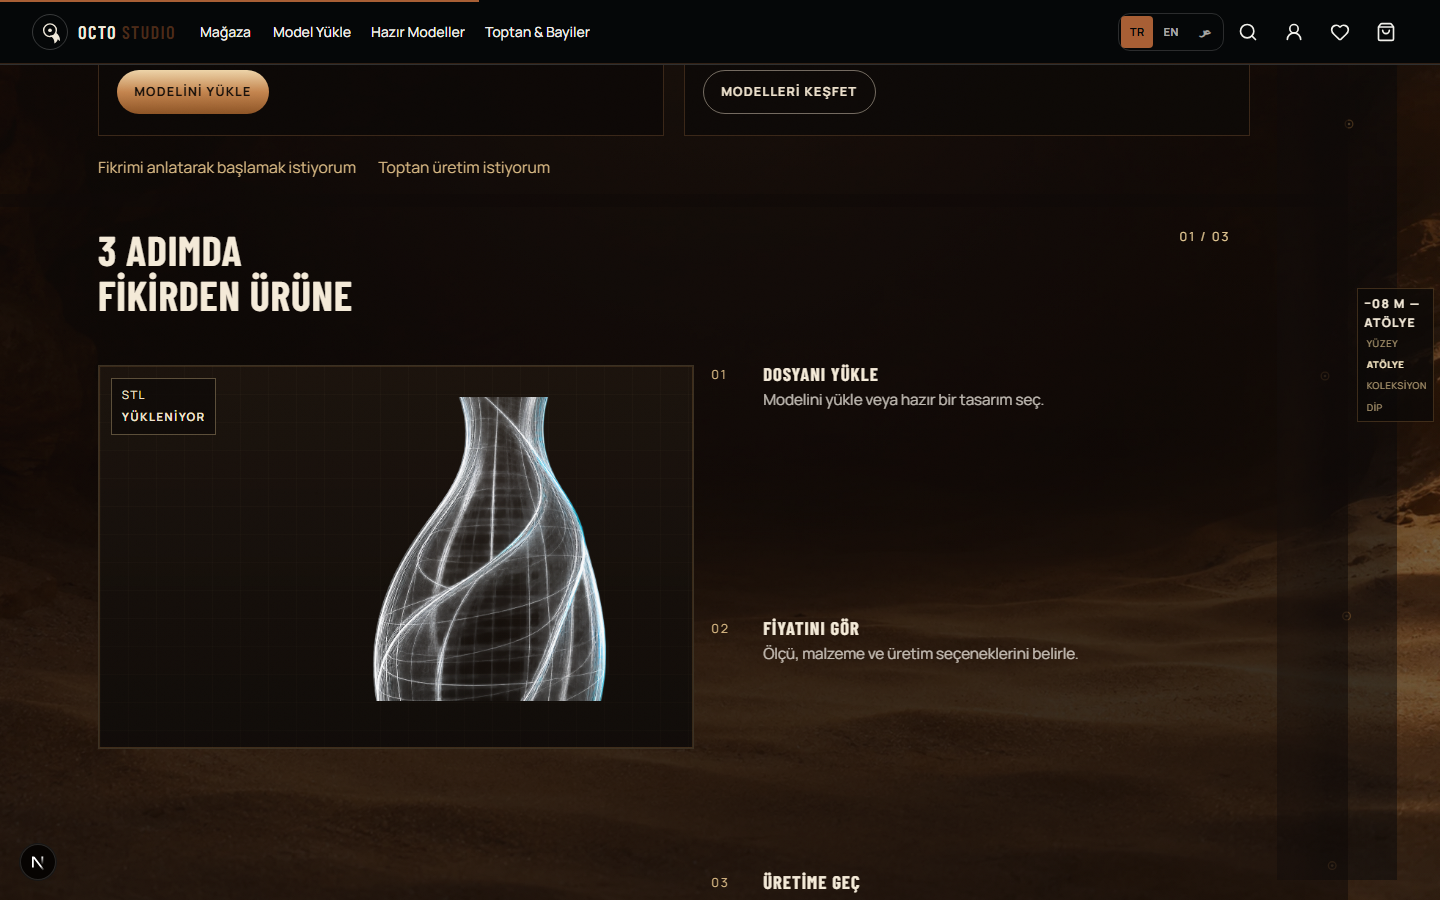 OCTO STUDIO
Mağaza
Model Yükle
Hazır Modeller
Toptan & Bayiler
TR
EN
MODELİNİ YÜKLE
MODELLERİ KEŞFET
Fikrimi anlatarak başlamak istiyorum
Toptan üretim istiyorum
3 ADIMDA
FİKİRDEN ÜRÜNE
01 / 03
−08 M —
ATÖLYE
YÜZEY
ATÖLYE
KOLEKSİYON
DİP
STL
YÜKLENİYOR
01
DOSYANI YÜKLE
Modelini yükle veya hazır bir tasarım seç.
02
FİYATINI GÖR
Ölçü, malzeme ve üretim seçeneklerini belirle.
03
ÜRETİME GEÇ
N